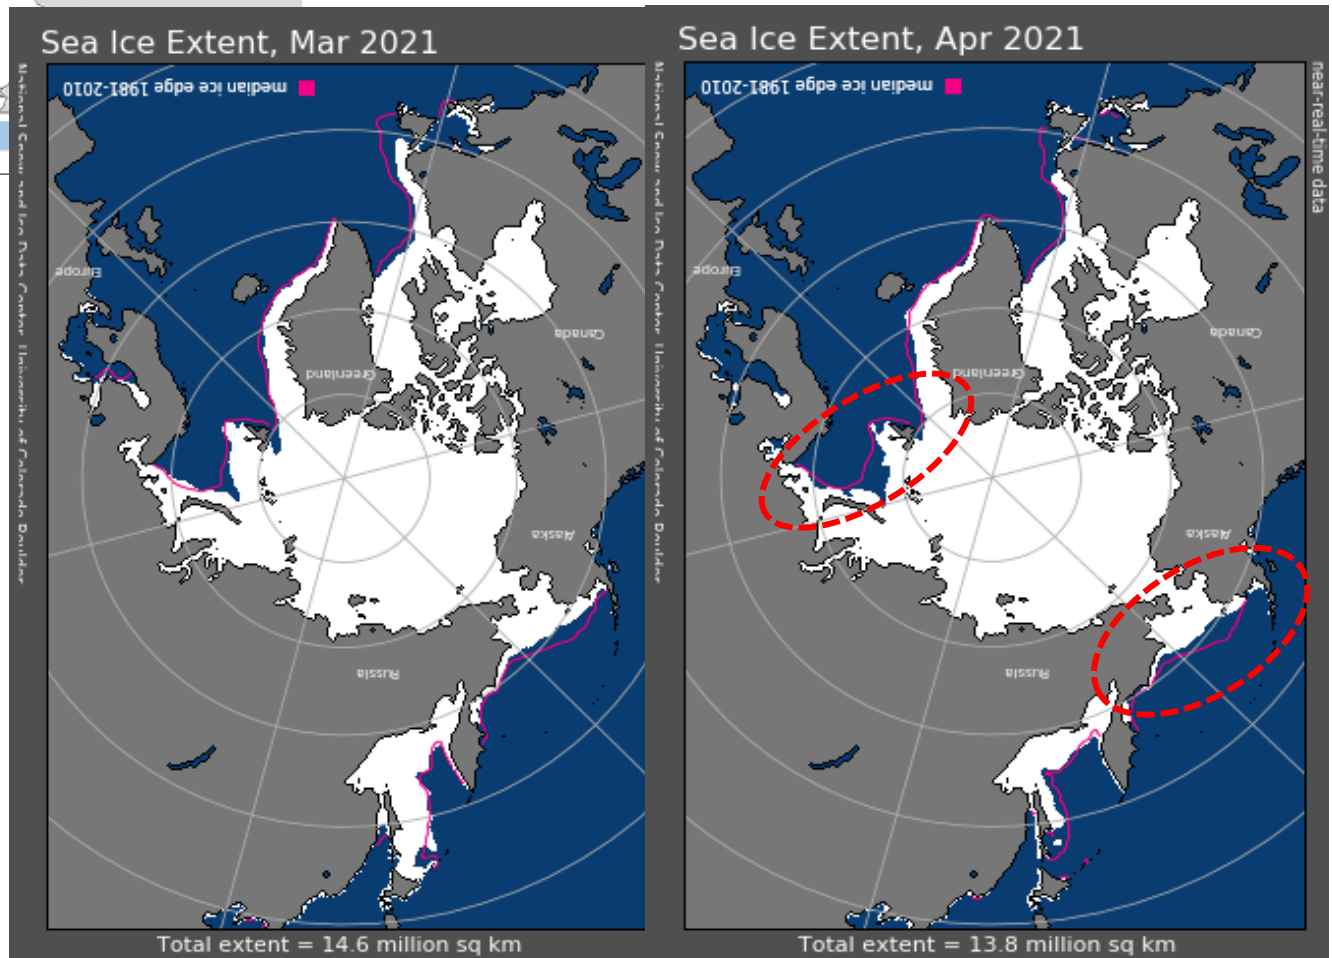 Sea Ice Extent, Mar 2021
median ice edge 1981-2010
Europe
Greenland
Canada
Alaska
Russia
Total extent = 14.6 million sq km
Sea Ice Extent, Apr 2021
median ice edge 1981-2010
near-real-time data
Europe
Greenland
Canada
Alaska
Russia
Total extent = 13.8 million sq km